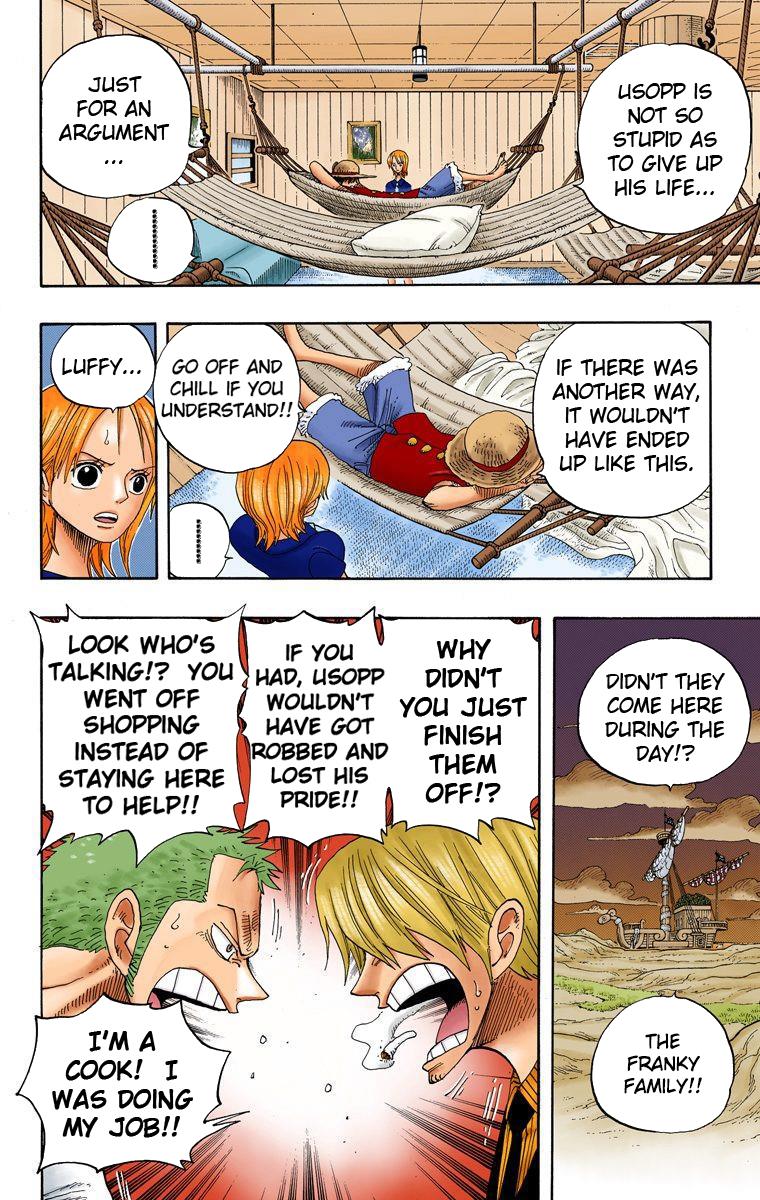 USOPP IS
NOT SO
STUPID AS
TO GIVE UP
HIS LIFE...
JUST
FOR AN
ARGUMENT
...
..........
IF THERE WAS
ANOTHER WAY,
IT WOULDN'T
HAVE ENDED
UP LIKE THIS.
GO OFF AND
CHILL IF YOU
UNDERSTAND!!
..........
LUFFY...
DIDN'T THEY
COME HERE
DURING THE
DAY!?
THE
FRANKY
FAMILY!!
WHY
DIDN'T
YOU JUST
FINISH
THEM
OFF!?
IF YOU
HAD, USOPP
WOULDN'T
HAVE GOT
ROBBED AND
LOST HIS
PRIDE!!
LOOK WHO'S
TALKING!? YOU
WENT OFF
SHOPPING
INSTEAD OF
STAYING HERE
TO HELP!!
I'M A
COOK! I
WAS DOING
MY JOB!!